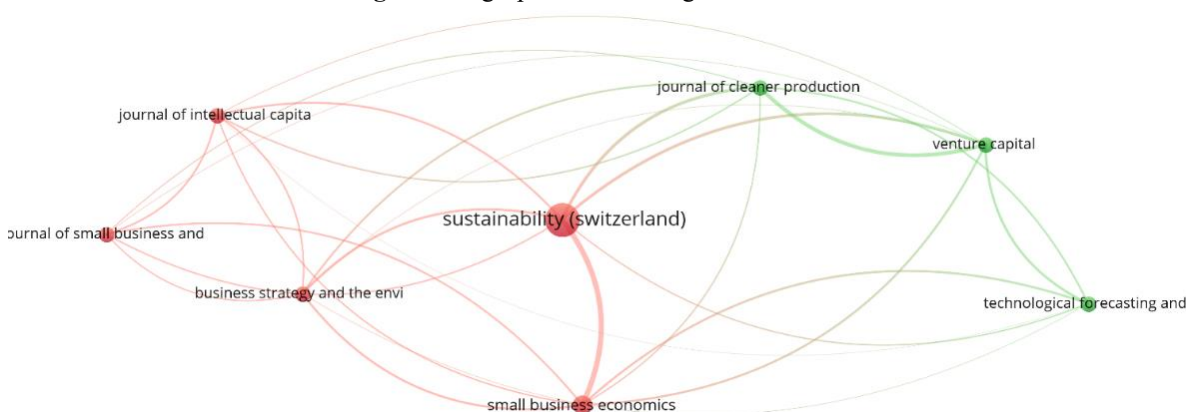 journal of cleaner production
journal of intellectual capita
venture capital
sustainability (switzerland)
ournal of small business and
business strategy and the envi
technological forecasting and
small business economics